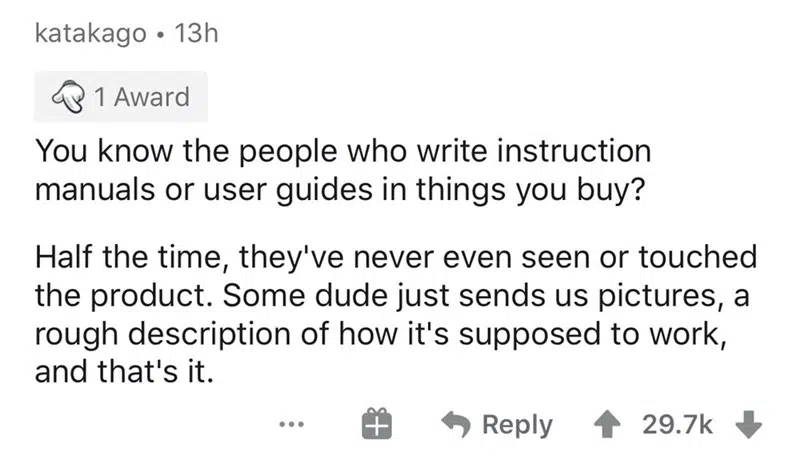 katakago • 13h
1 Award
You know the people who write instruction
manuals or user guides in things you buy?
Half the time, they've never even seen or touched
the product. Some dude just sends us pictures, a
rough description of how it's supposed to work,
and that's it.
... Reply 29.7k